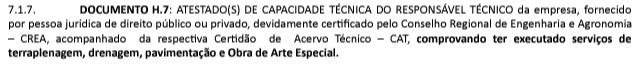 7.1.7. DOCUMENTO H.7: ATESTADO(S) DE CAPACIDADE TÉCNICA DO RESPONSÁVEL TÉCNICO da empresa, fornecido
por pessoa jurídica de direito público ou privado, devidamente certificado pelo Conselho Regional de Engenharia e Agronomia
– CREA, acompanhado da respectiva Certidão de Acervo Técnico – CAT, comprovando ter executado serviços de
terraplenagem, drenagem, pavimentação e Obra de Arte Especial.